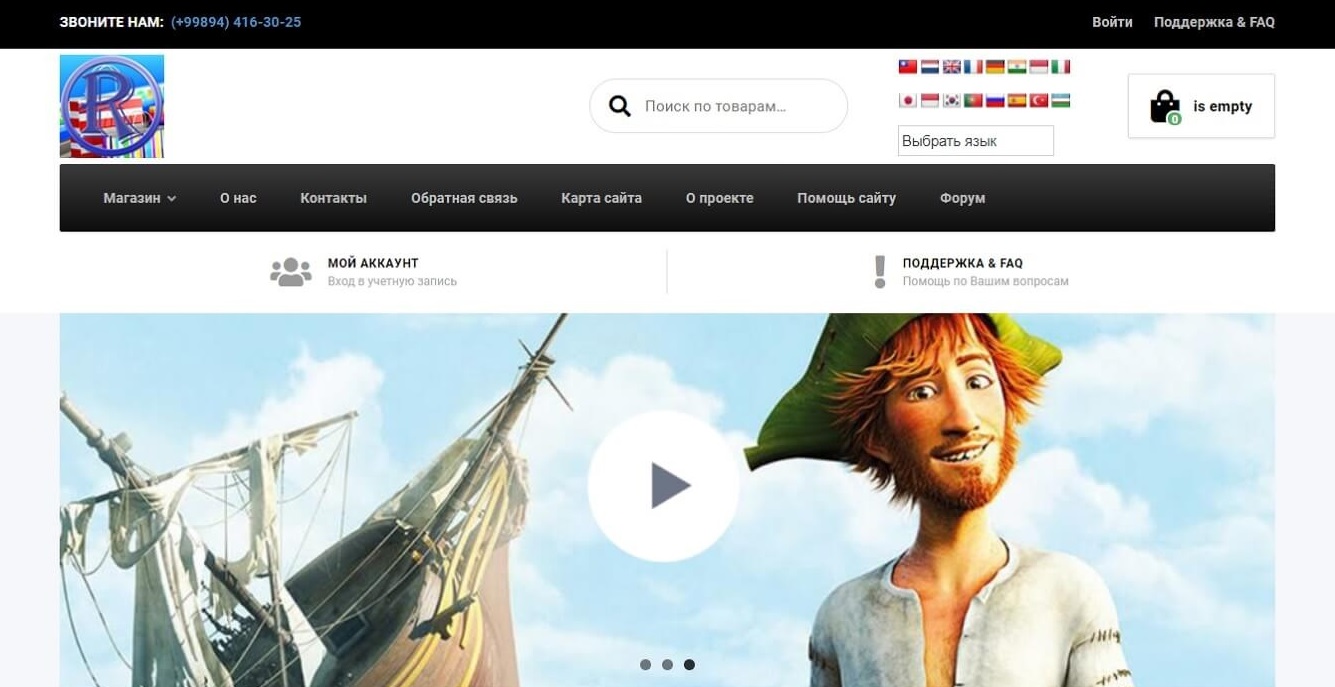 ЗВОНИТЕ НАМ: (+99894) 416-30-25
Войти Поддержка & FAQ
R
Поиск по товарам...
Выбрать язык
0 is empty
Магазин О нас Контакты Обратная связь Карта сайта О проекте Помощь сайту Форум
МОЙ АККАУНТ
Вход в учетную запись
ПОДДЕРЖКА & FAQ
Помощь по Вашим вопросам